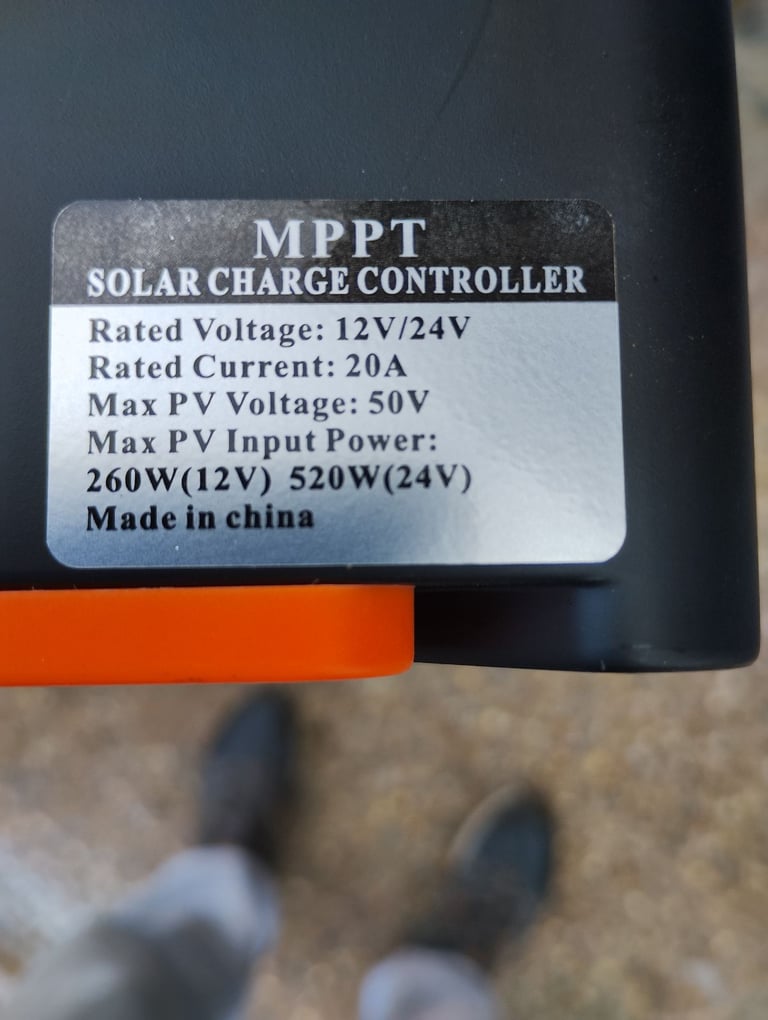 MPPT
SOLAR CHARGE CONTROLLER
Rated Voltage: 12V/24V
Rated Current: 20A
Max PV Voltage: 50V
Max PV Input Power:
260W(12V) 520W(24V)
Made in china